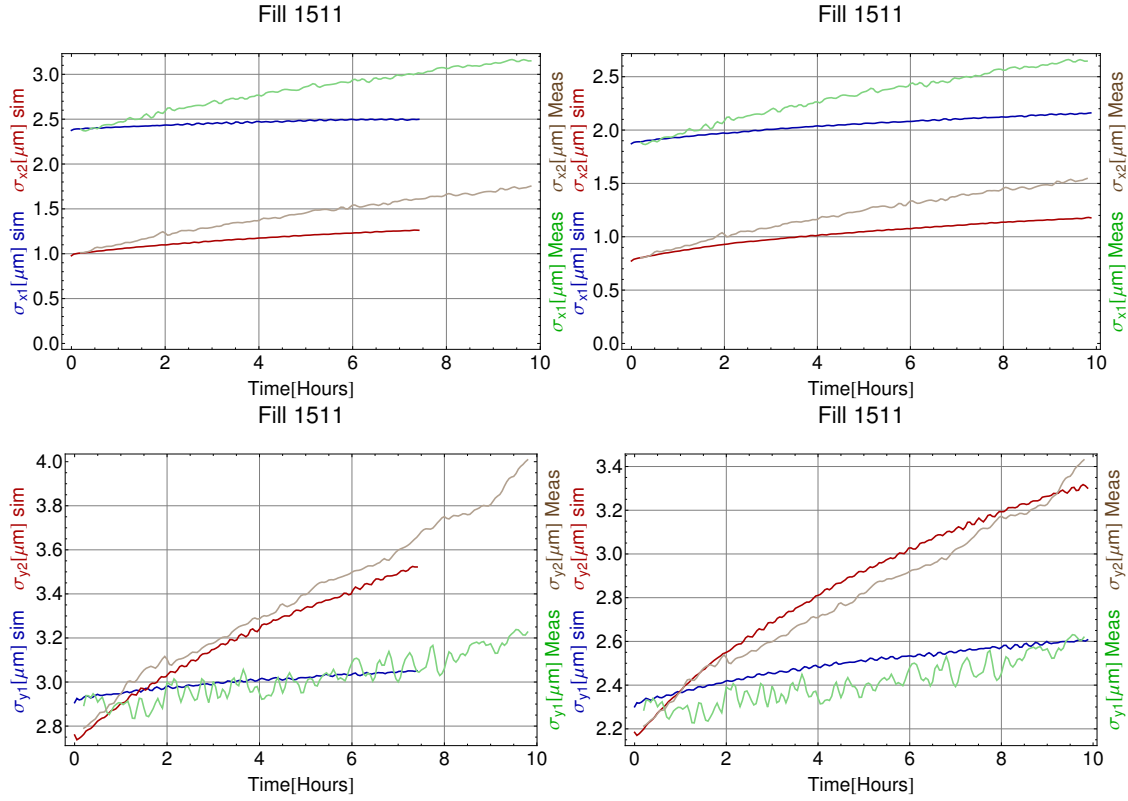 Fill 1511
σx1[μm] sim σx2[μm] sim
3.0
2.5
2.0
1.5
1.0
0.5
0.0
0 2 4 6 8 10
Time[Hours]
σx1[μm] Meas σx2[μm] Meas
Fill 1511
σx1[μm] sim σx2[μm] sim
2.5
2.0
1.5
1.0
0.5
0.0
0 2 4 6 8 10
Time[Hours]
σx1[μm] Meas σx2[μm] Meas
Fill 1511
σy1[μm] sim σy2[μm] sim
4.0
3.8
3.6
3.4
3.2
3.0
2.8
0 2 4 6 8 10
Time[Hours]
σy1[μm] Meas σy2[μm] Meas
Fill 1511
σy1[μm] sim σy2[μm] sim
3.4
3.2
3.0
2.8
2.6
2.4
2.2
0 2 4 6 8 10
Time[Hours]
σy1[μm] Meas σy2[μm] Meas